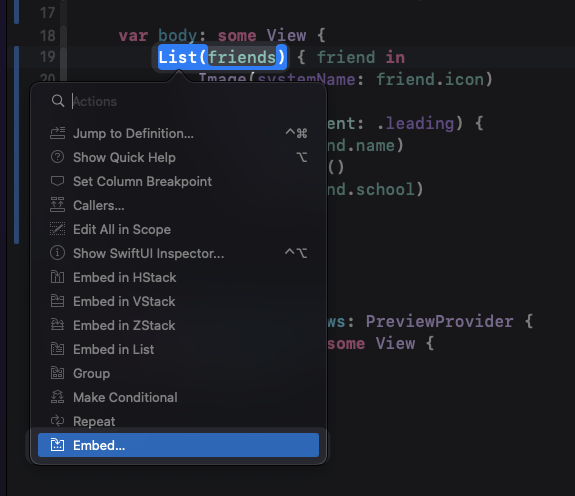 17
18 var body: some View {
19 List(friends) { friend in
20 Image(systemName: friend.icon)
Actions
Jump to Definition... ^⌘
ent: .leading) {
nd.name)
Show Quick Help ⌥
()
Set Column Breakpoint
nd.school)
Callers...
Edit All in Scope
Show SwiftUI Inspector... ^⌥
Embed in HStack
Embed in VStack
Embed in ZStack
ws: PreviewProvider {
some View {
Embed in List
Group
Make Conditional
Repeat
Embed...